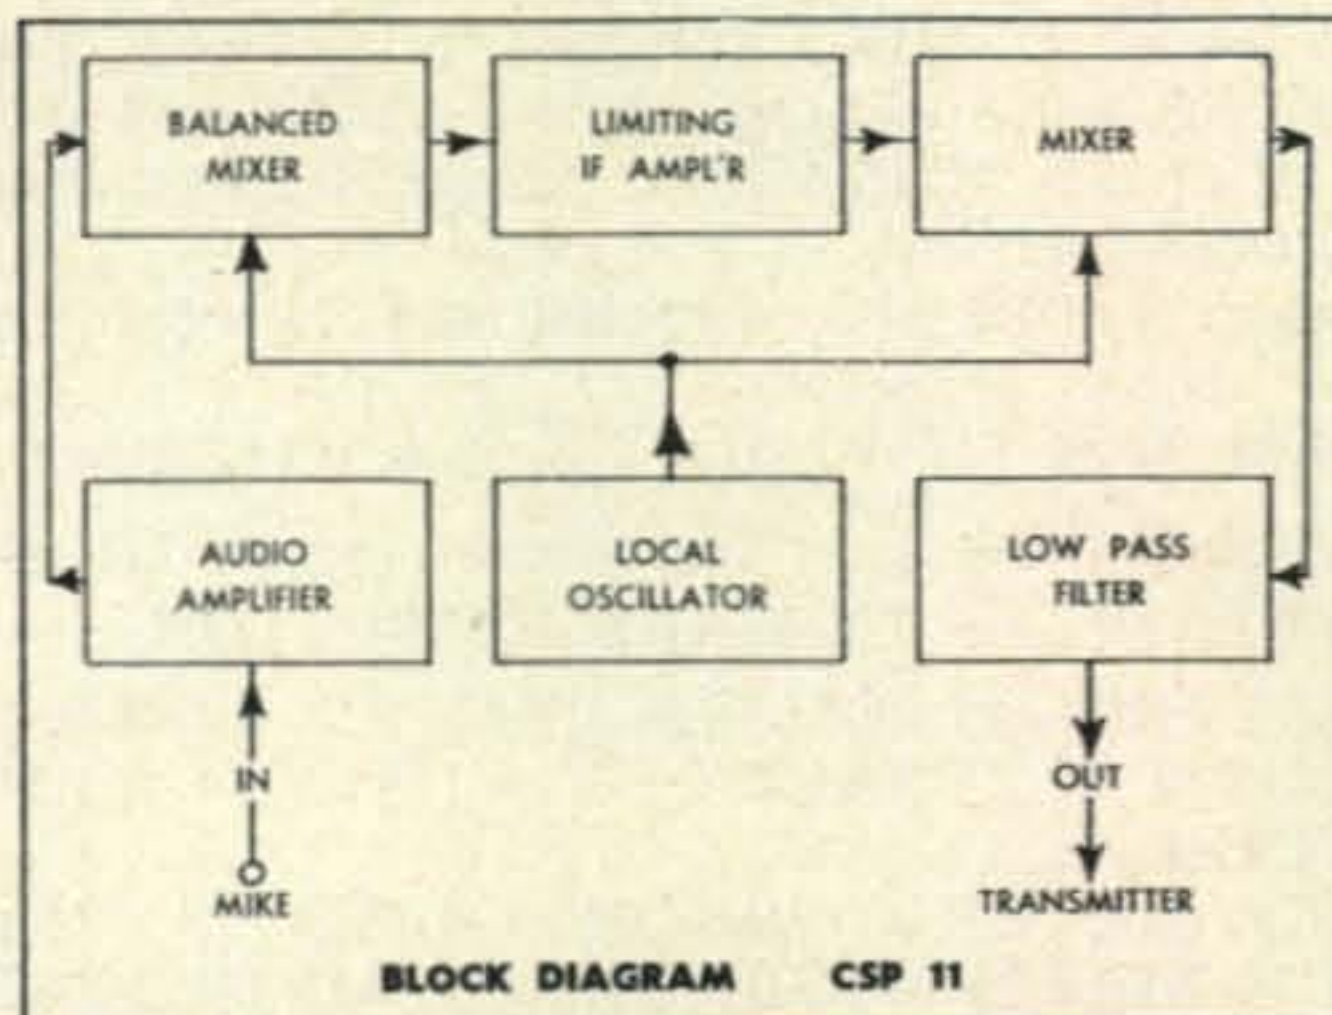 BALANCED
MIXER
LIMITING
IF AMPL'R
MIXER
AUDIO
AMPLIFIER
LOCAL
OSCILLATOR
LOW PASS
FILTER
IN
MIKE
OUT
TRANSMITTER
BLOCK DIAGRAM CSP 11